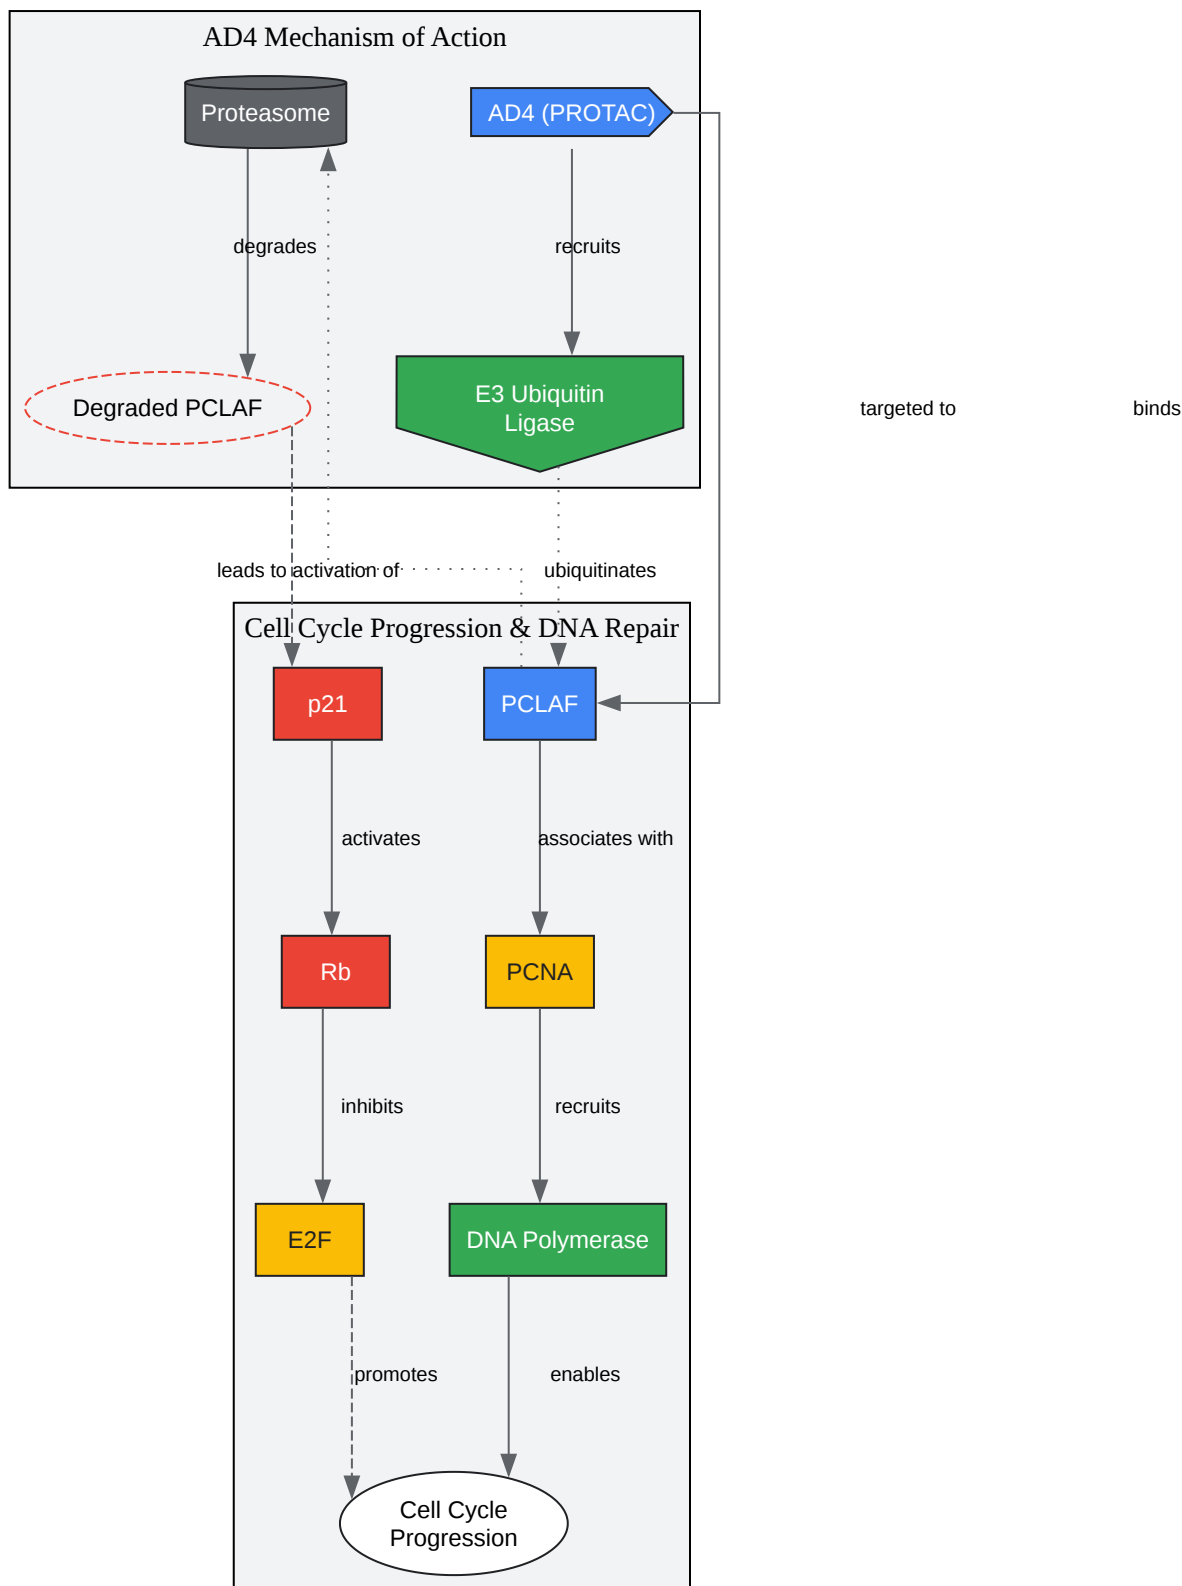 AD4 Mechanism of Action
Proteasome
AD4 (PROTAC)
degrades
recruits
Degraded PCLAF
E3 Ubiquitin
Ligase
targeted to
binds
leads to activation of
ubiquitinates
Cell Cycle Progression & DNA Repair
p21
PCLAF
activates
associates with
Rb
PCNA
inhibits
recruits
E2F
DNA Polymerase
promotes
enables
Cell Cycle
Progression